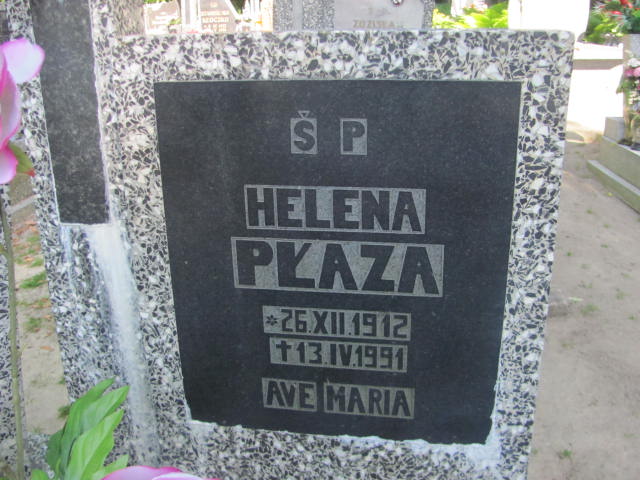 Ś P
HELENA
PŁAZA
*26.XII.1912
✝13.IV.1991
AVE MARIA